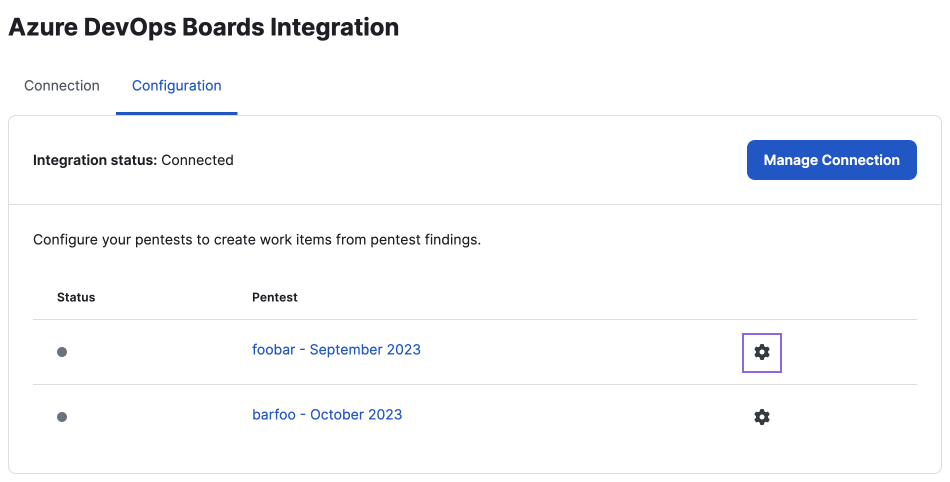 Azure DevOps Boards Integration
Connection Configuration
Integration status: Connected
Manage Connection
Configure your pentests to create work items from pentest findings.
Status Pentest
foobar - September 2023
barfoo - October 2023